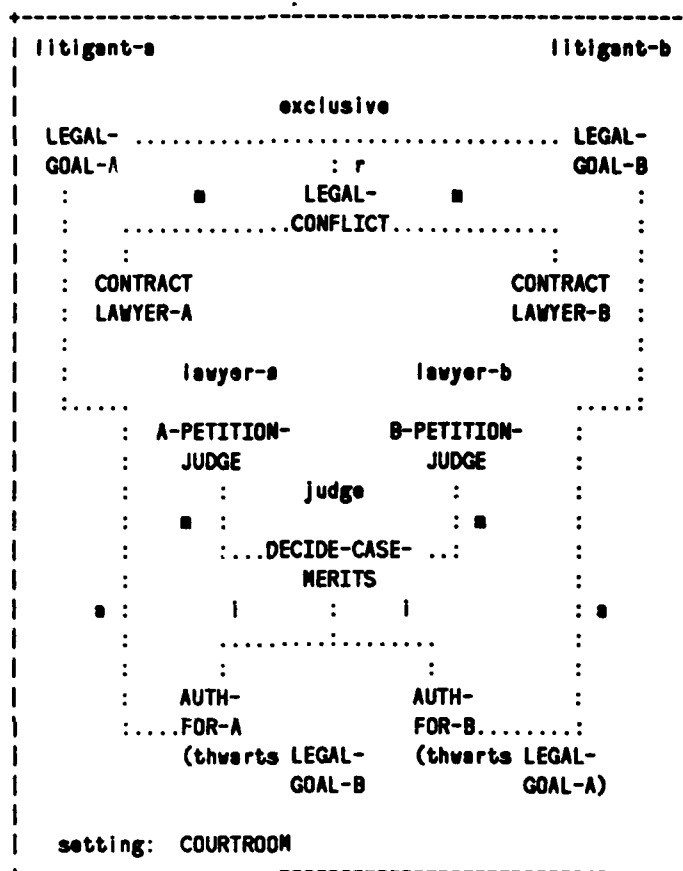 litigant-a litigant-b
exclusive
LEGAL- ................................. LEGAL-
GOAL-A : r GOAL-B
: m LEGAL- m :
: ..............CONFLICT.............. :
: : : :
: CONTRACT CONTRACT :
: LAWYER-A LAWYER-B :
: :
: lawyer-a lawyer-b :
:..... .....:
: A-PETITION- B-PETITION- :
: JUDGE JUDGE :
: : judge : :
: m : : m :
: :...DECIDE-CASE- ..: :
: MERITS :
a : i : i : a
: .........:........ :
: : : :
: AUTH- AUTH- :
:....FOR-A FOR-B........:
(thwarts LEGAL- (thwarts LEGAL-
GOAL-B GOAL-A)
setting: COURTROOM